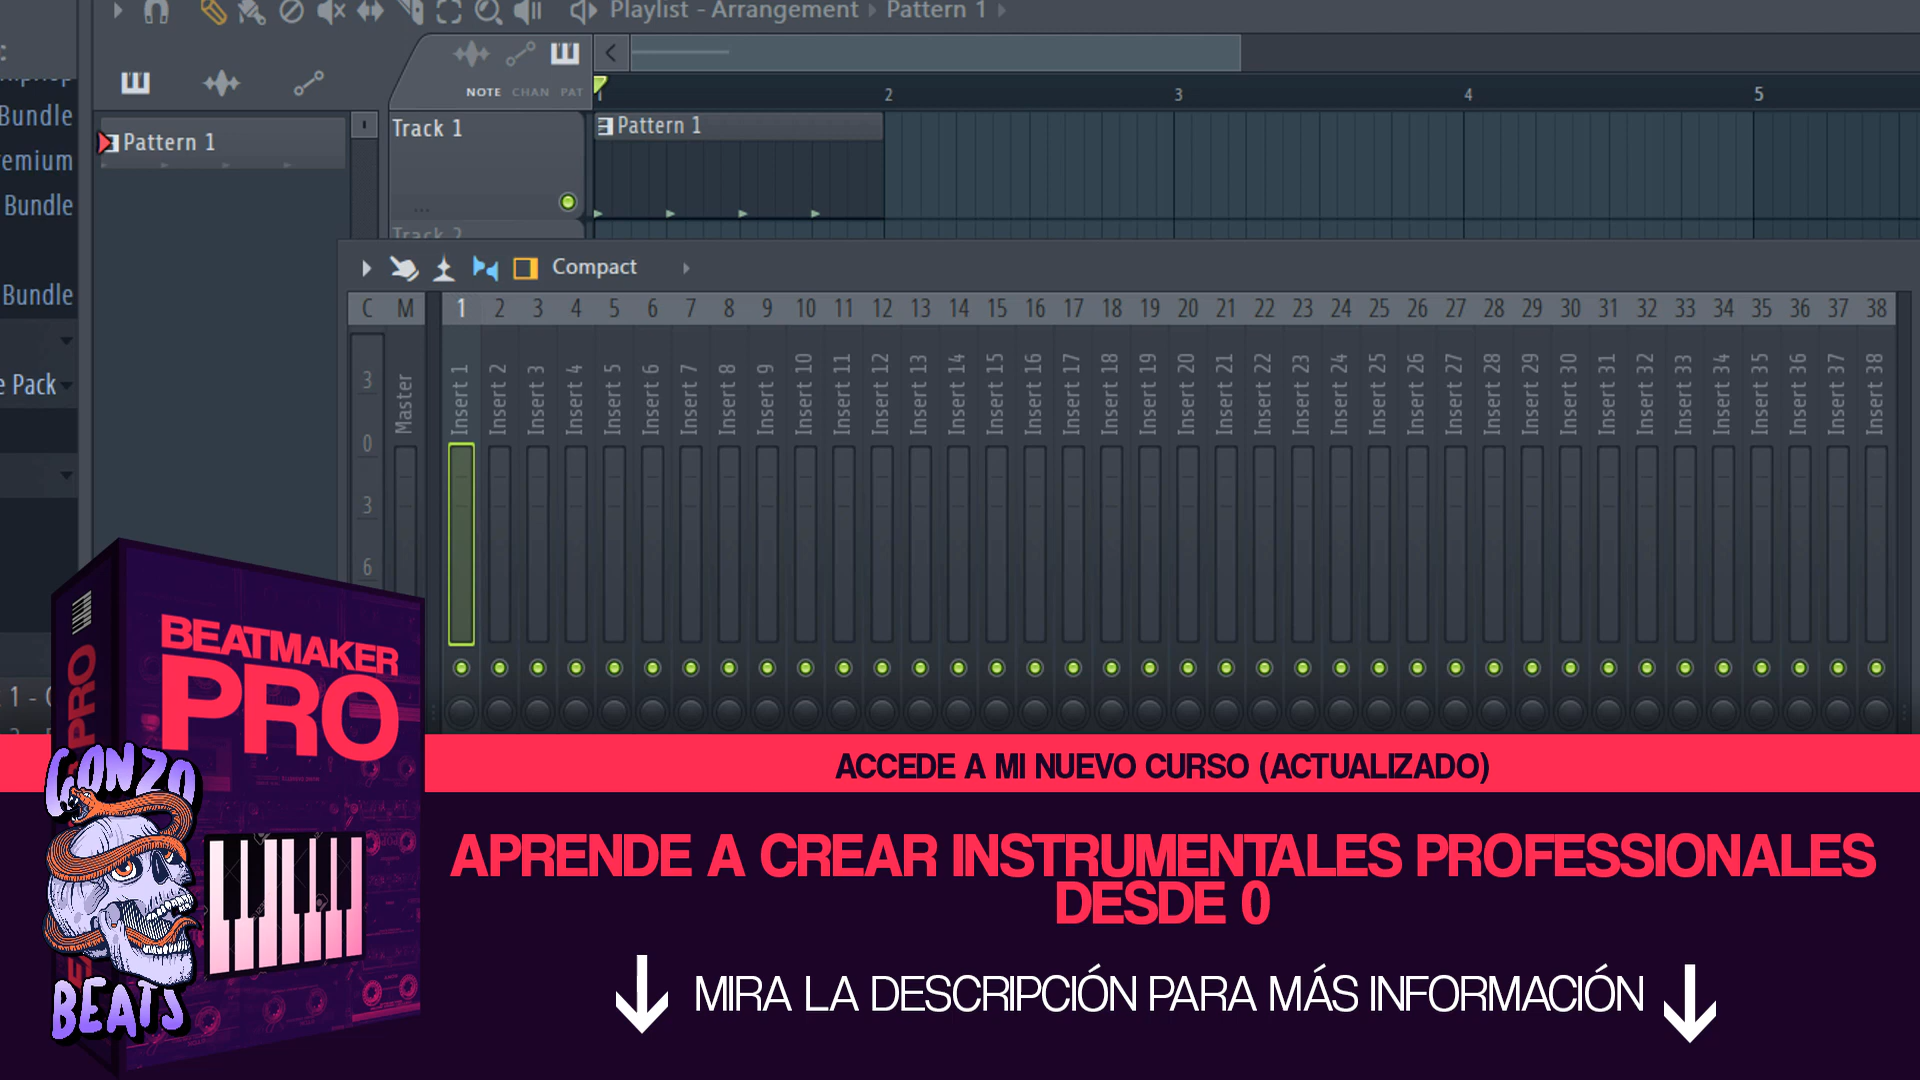 Playlist - Arrangement › Pattern 1 ›
Bundle
Bundle
Bundle
e Pack
Pattern 1
NOTE CHAN PAT
1 2 3 4 5
Track 1
Pattern 1
Track 2
Compact
C M 1 2 3 4 5 6 7 8 9 10 11 12 13 14 15 16 17 18 19 20 21 22 23 24 25 26 27 28 29 30 31 32 33 34 35 36 37 38
Master Insert 1 Insert 2 Insert 3 Insert 4 Insert 5 Insert 6 Insert 7 Insert 8 Insert 9 Insert 10 Insert 11 Insert 12 Insert 13 Insert 14 Insert 15 Insert 16 Insert 17 Insert 18 Insert 19 Insert 20 Insert 21 Insert 22 Insert 23 Insert 24 Insert 25 Insert 26 Insert 27 Insert 28 Insert 29 Insert 30 Insert 31 Insert 32 Insert 33 Insert 34 Insert 35 Insert 36 Insert 37 Insert 38
3
0
3
6
BEATMAKER
PRO
PRO
GONZO
BEATS
ACCEDE A MI NUEVO CURSO (ACTUALIZADO)
APRENDE A CREAR INSTRUMENTALES PROFESSIONALES
DESDE 0
MIRA LA DESCRIPCIÓN PARA MÁS INFORMACIÓN